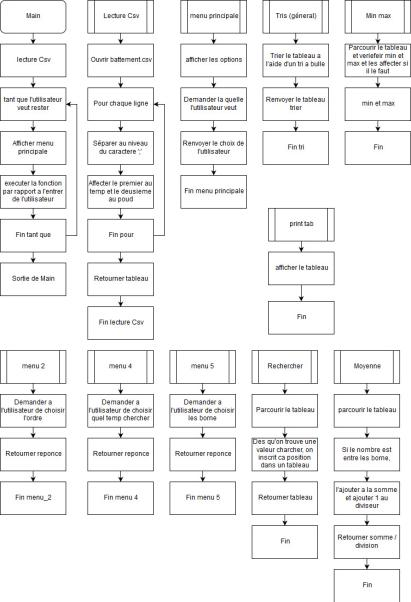 Main
lecture Csv
tant que l'utilisateur
veut rester
Afficher menu
principale
executer la fonction
par rapport a l'entrer
de l'utilisateur
Fin tant que
Sortie de Main
Lecture Csv
Ouvrir battement.csv
Pour chaque ligne
Séparer au niveau
du caractere ';'
Affecter le premier au
temp et le deusieme
au poud
Fin pour
Retourner tableau
Fin lecture Csv
menu principale
afficher les options
Demander la quelle
l'utilisateur veut
Renvoyer le choix de
l'utilisateur
Fin menu principale
Tris (géneral)
Trier le tableau a
l'aide d'un tri a bulle
Renvoyer le tableau
trier
Fin tri
Min max
Parcourir le tableau
et veriefeir min et
max et les affecter si
il le faut
min et max
Fin
print tab
afficher le tableau
Fin
menu 2
Demander a
l'utilisateur de choisir
l'ordre
Retourner reponce
Fin menu_2
menu 4
Demander a
l'utilisateur de choisir
quel temp chercher
Retourner reponce
Fin menu 4
menu 5
Demander a
l'utilisateur de choisir
les borne
Retourner reponce
Fin menu 5
Rechercher
Parcourir le tableau
Des qu'on trouve une
valeur charcher, on
inscrit ca position
dans un tableau
Retourner tableau
Fin
Moyenne
parcourir le tableau
Si le nombre est
entre les borne,
l'ajouter a la somme
et ajouter 1 au
diviseur
Retourner somme /
division
Fin